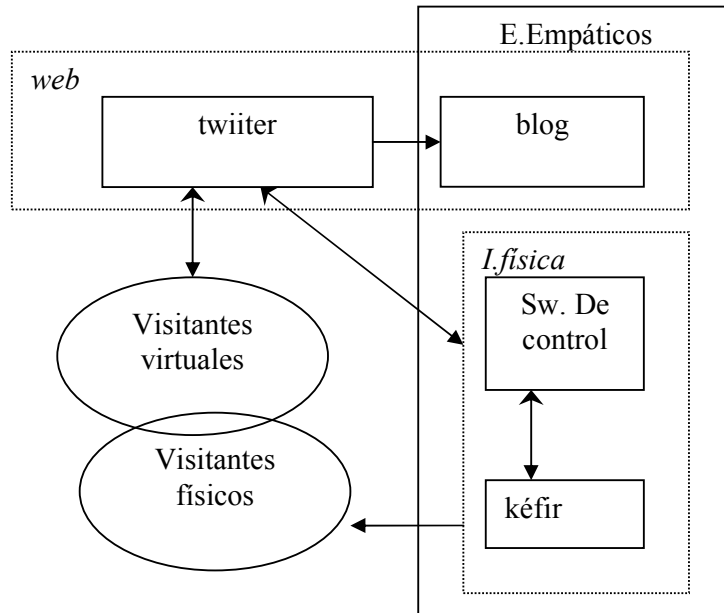 E.Empáticos
web
twiiter
blog
I.física
Sw. De
control
Visitantes
virtuales
Visitantes
físicos
kéfir